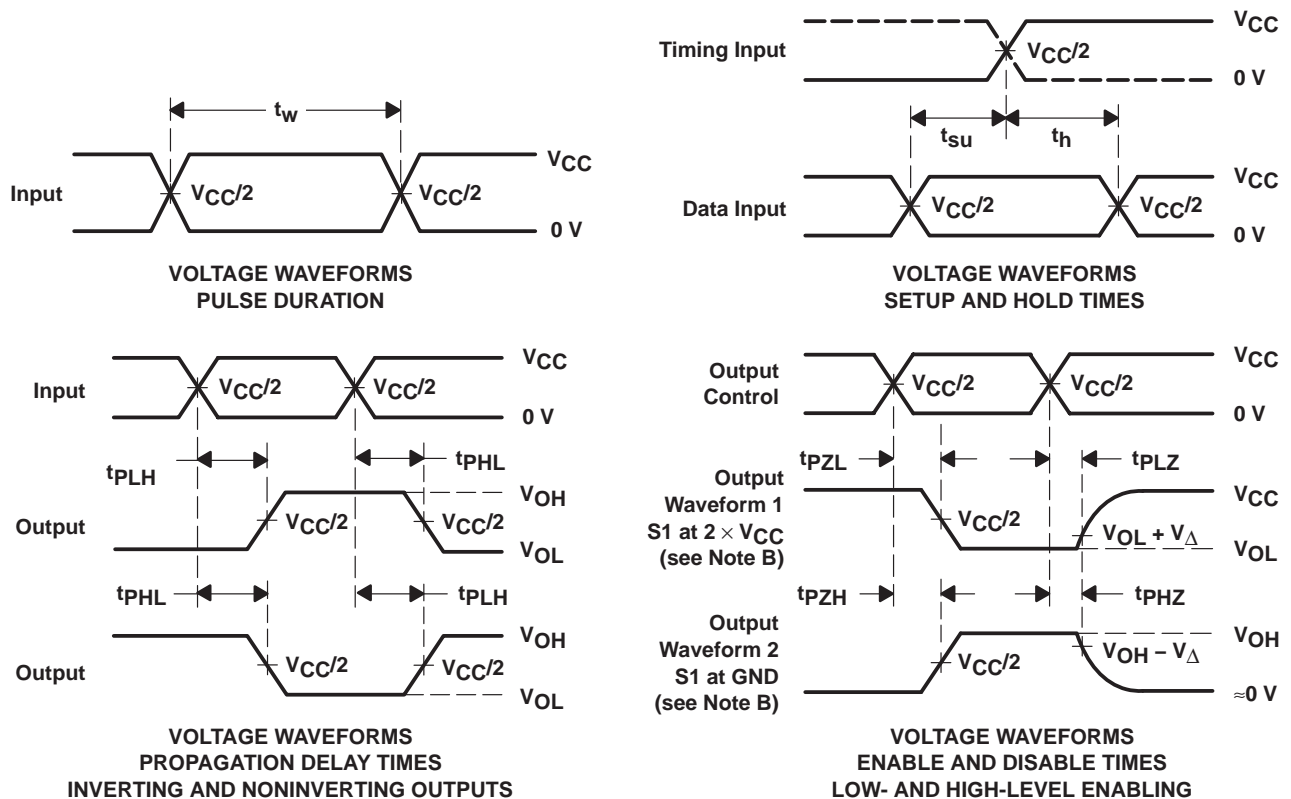 tw
Input
VCC
VCC/2
VCC/2
0 V
VOLTAGE WAVEFORMS
PULSE DURATION
Timing Input
VCC
VCC/2
0 V
tsu
th
Data Input
VCC
VCC/2
VCC/2
0 V
VOLTAGE WAVEFORMS
SETUP AND HOLD TIMES
Input
VCC
VCC/2
VCC/2
0 V
tPLH
tPHL
Output
VOH
VCC/2
VCC/2
VOL
tPHL
tPLH
Output
VOH
VCC/2
VCC/2
VOL
VOLTAGE WAVEFORMS
PROPAGATION DELAY TIMES
INVERTING AND NONINVERTING OUTPUTS
Output
Control
VCC
VCC/2
VCC/2
0 V
tPZL
tPLZ
Output
Waveform 1
S1 at 2 × VCC
(see Note B)
VCC
VCC/2
VOL + VΔ
VOL
tPZH
tPHZ
Output
Waveform 2
S1 at GND
(see Note B)
VOH
VCC/2
VOH − VΔ
≈0 V
VOLTAGE WAVEFORMS
ENABLE AND DISABLE TIMES
LOW- AND HIGH-LEVEL ENABLING